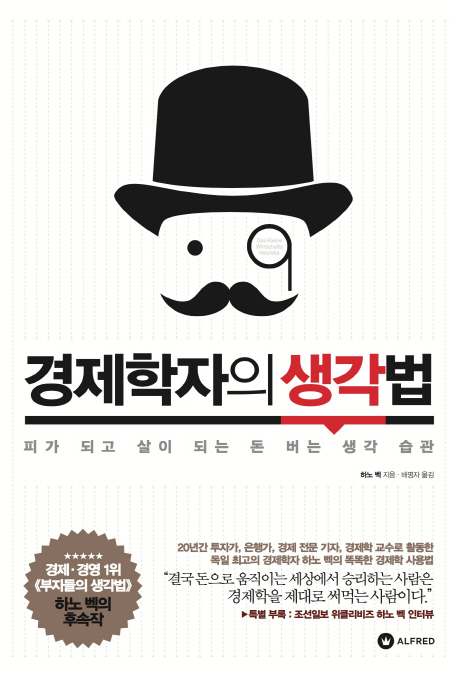 Das kleine
Wirtschafts
Heureka
경제학자의 생각법
피가 되고 살이 되는 돈 버는 생각 습관
하노 벡 지음 · 배명자 옮김
20년간 투자가, 은행가, 경제 전문 기자, 경제학 교수로 활동한
독일 최고의 경제학자 하노 벡의 똑똑한 경제학 사용법
“결국 돈으로 움직이는 세상에서 승리하는 사람은
경제학을 제대로 써먹는 사람이다.”
▶특별 부록 : 조선일보 위클리비즈 하노 벡 인터뷰
★★★★★
경제·경영 1위
《부자들의 생각법》
하노 벡의
후속작
ALFRED